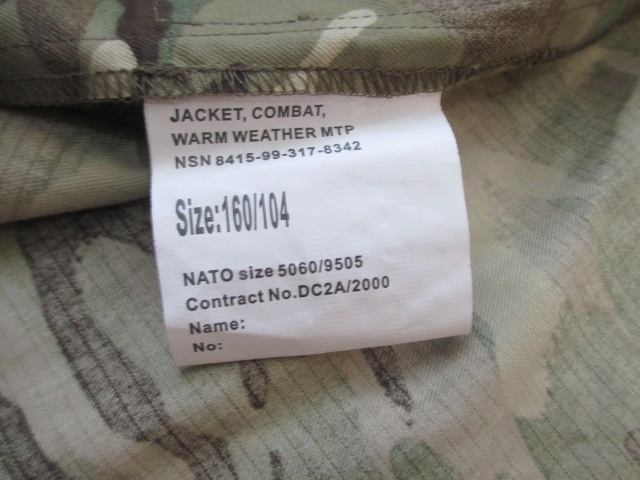 JACKET, COMBAT,
WARM WEATHER MTP
NSN 8415-99-317-8342
Size:160/104
NATO size 5060/9505
Contract No.DC2A/2000
Name:
No: